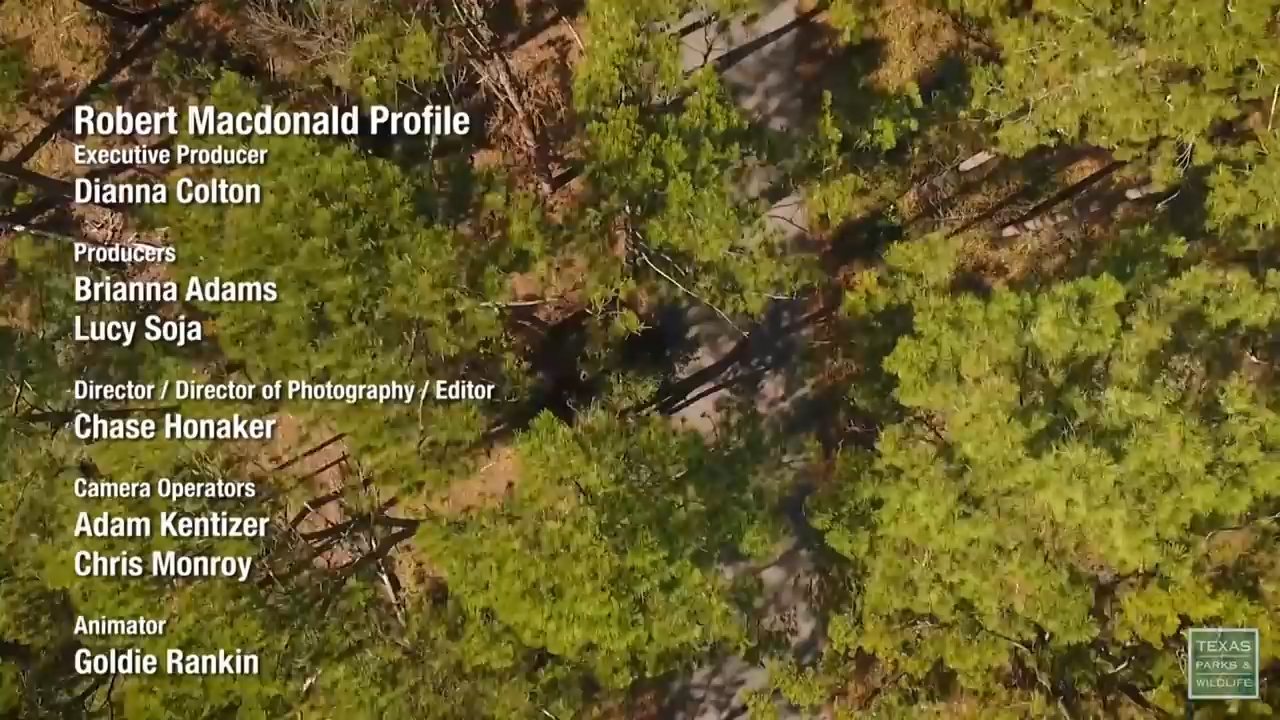 Robert Macdonald Profile
Executive Producer
Dianna Colton
Producers
Brianna Adams
Lucy Soja
Director / Director of Photography / Editor
Chase Honaker
Camera Operators
Adam Kentizer
Chris Monroy
Animator
Goldie Rankin
TEXAS
PARKS &
WILDLIFE